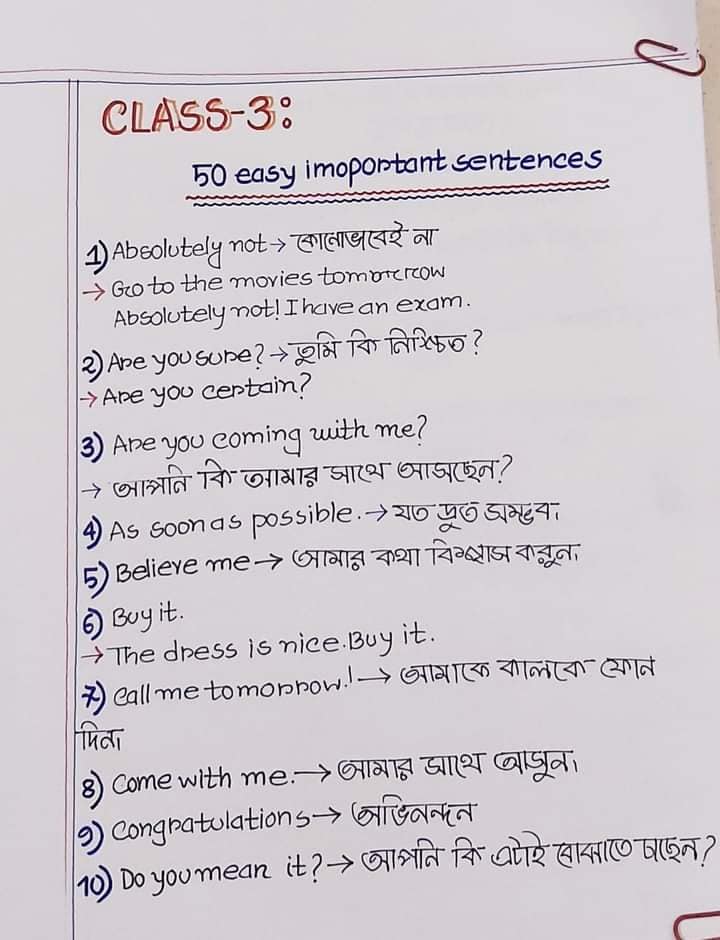 CLASS-3:
50 easy imoportant sentences
1) Absolutely not → কোনোভাবেই না
→ Go to the movies tomorrow
Absolutely not! I have an exam.
2) Are you sure? → তুমি কি নিশ্চিত?
→ Are you certain?
3) Are you coming with me?
→ আপনি কি আমার সাথে আসছেন?
4) As soon as possible. → যত দ্রুত সম্ভব।
5) Believe me → আমার কথা বিশ্বাস করুন।
6) Buy it.
→ The dress is nice. Buy it.
7) Call me tomorrow.! → আমাকে কালকে ফোন
দিন।
8) Come with me. → আমার সাথে আসুন।
9) Congratulations → অভিনন্দন
10) Do you mean it? → আপনি কি এটাই বোঝাতে চাছেন?